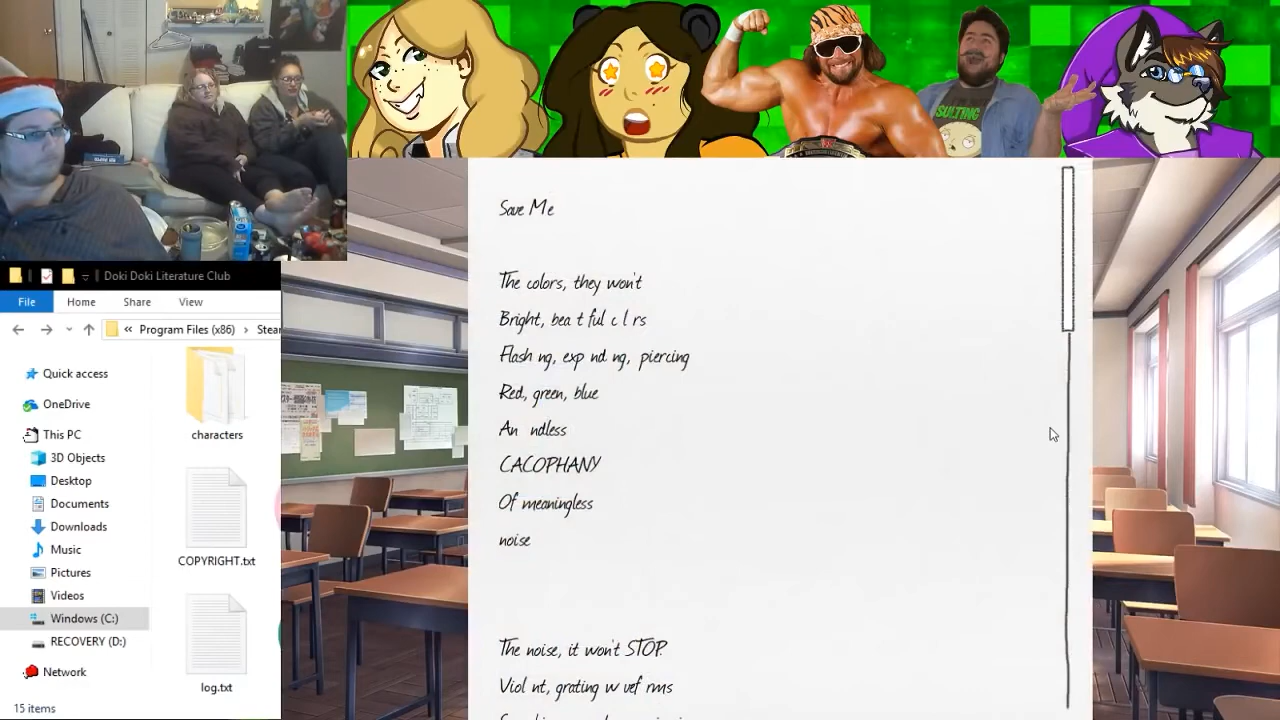 SULTING
Save Me
The colors, they won't
Bright, bea t ful c l rs
Flash ng, exp nd ng, piercing
Red, green, blue
An   ndless
CACOPHANY
Of meaningless
noise
The noise, it won't STOP.
Viol nt, grating w vef rms
Doki Doki Literature Club
File
Home
Share
View
« Program Files (x86) > Stea
Quick access
OneDrive
This PC
3D Objects
Desktop
Documents
Downloads
Music
Pictures
Videos
Windows (C:)
RECOVERY (D:)
Network
15 items
characters
COPYRIGHT.txt
log.txt